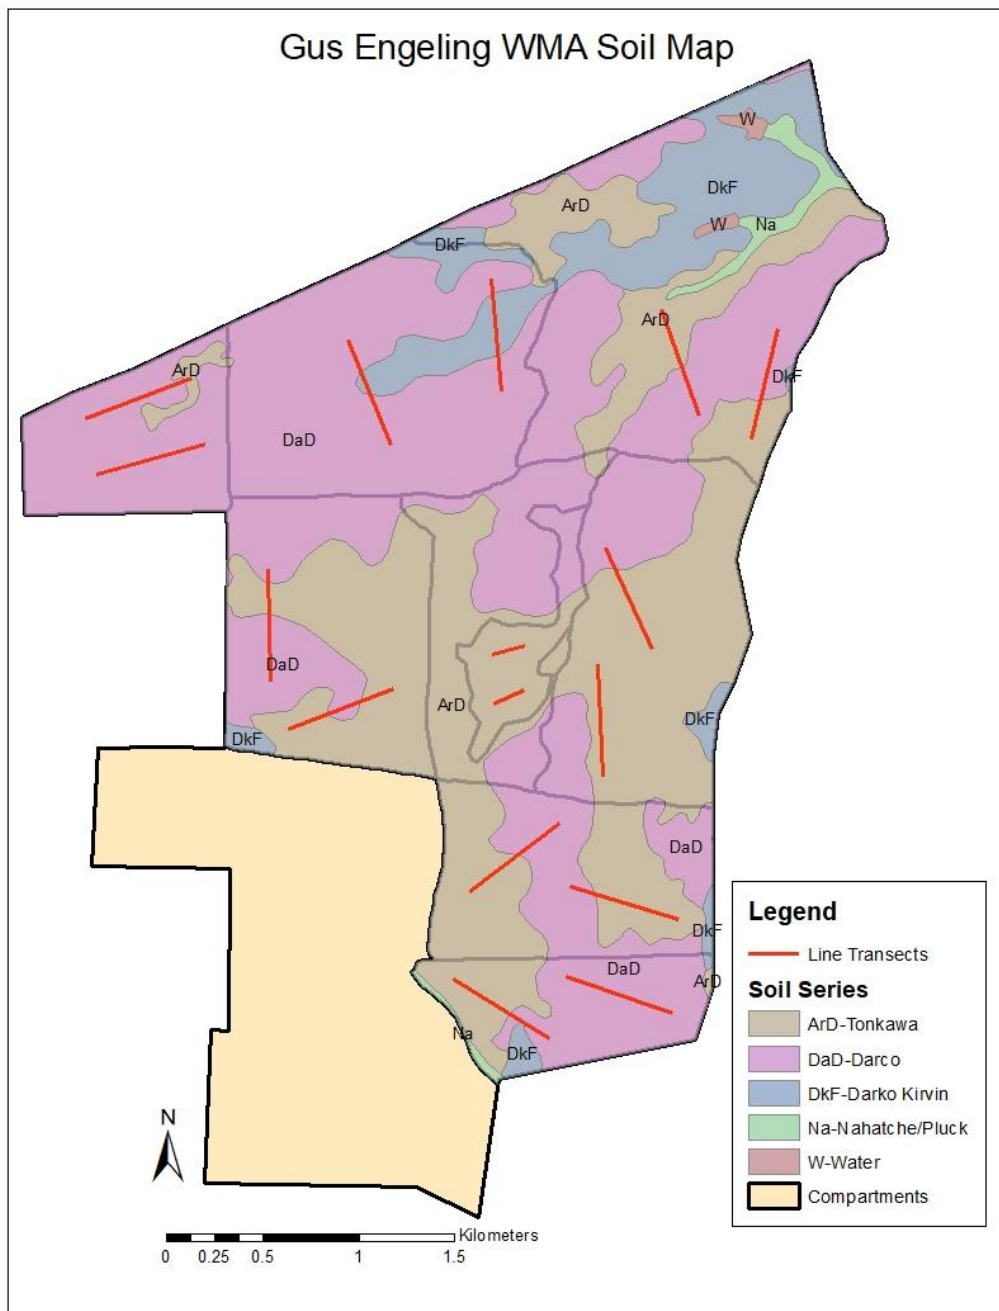 Gus Engeling WMA Soil Map
W
DkF
ArD
W
Na
DkF
ArD
ArD
DkF
DaD
DaD
ArD
DkF
DkF
DaD
DkF
DaD
ArD
Na
DkF
Legend
Line Transects
Soil Series
ArD-Tonkawa
DaD-Darco
DkF-Darko Kirvin
Na-Nahatche/Pluck
W-Water
Compartments
N
Kilometers
0 0.25 0.5 1 1.5